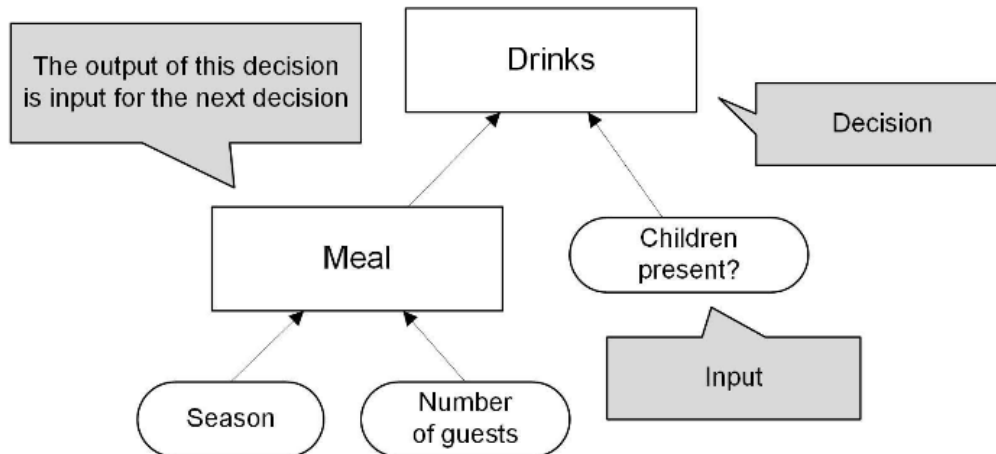 The output of this decision
is input for the next decision
Drinks
Decision
Meal
Children
present?
Input
Season
Number
of guests